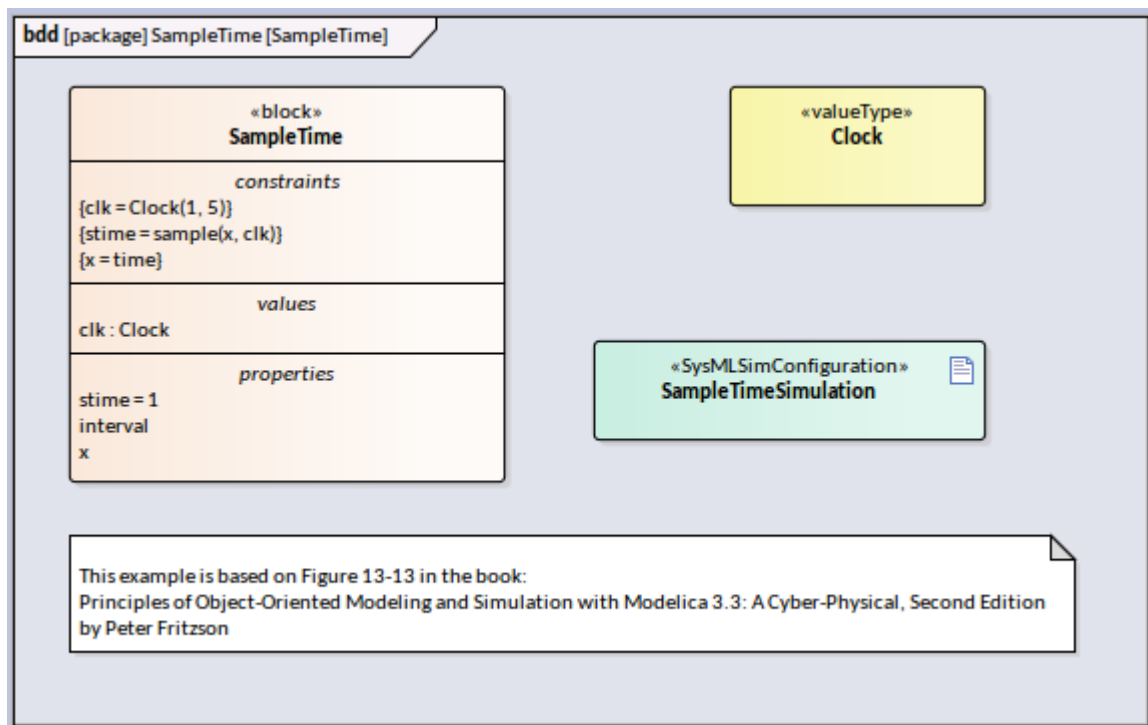 bdd [package] SampleTime [SampleTime]
«block»
SampleTime
constraints
{clk = Clock(1, 5)}
{stime = sample(x, clk)}
{x = time}
values
clk : Clock
properties
stime = 1
interval
x
«valueType»
Clock
«SysMLSimConfiguration»
SampleTimeSimulation
This example is based on Figure 13-13 in the book:
Principles of Object-Oriented Modeling and Simulation with Modelica 3.3: A Cyber-Physical, Second Edition
by Peter Fritzson